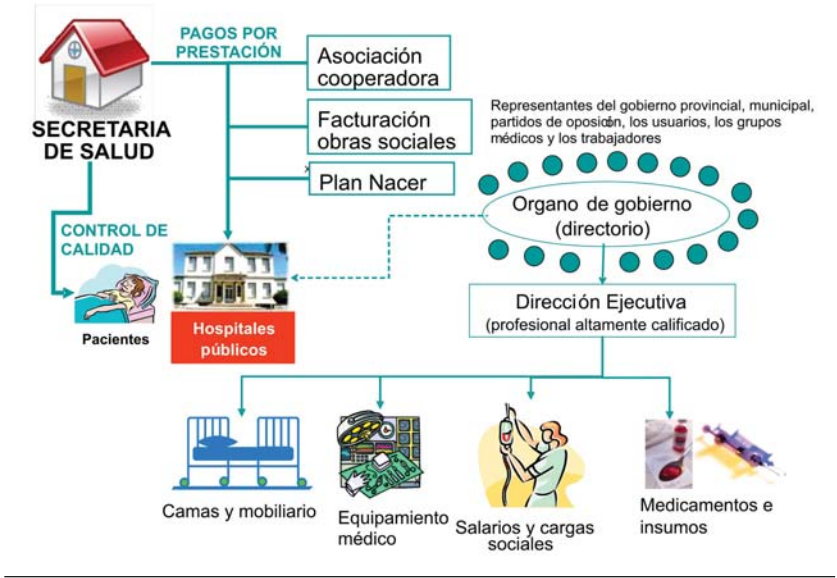 PAGOS POR
PRESTACIÓN
Asociación
cooperadora
Facturación
obras sociales
x
Plan Nacer
SECRETARIA
DE SALUD
CONTROL DE
CALIDAD
Pacientes
Hospitales
públicos
Representantes del gobierno provincial, municipal,
partidos de oposición, los usuarios, los grupos
médicos y los trabajadores
Organo de gobierno
(directorio)
Dirección Ejecutiva
(profesional altamente calificado)
Camas y mobiliario
Equipamiento
médico
Salarios y cargas
sociales
Medicamentos e
insumos